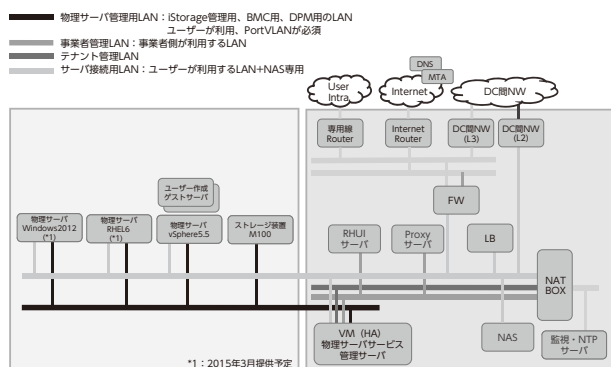 物理サーバ管理用LAN：iStorage管理用、BMC用、DPM用のLAN
ユーザーが利用、PortVLANが必須
事業者管理LAN：事業者側が利用するLAN
テナント管理LAN
サーバ接続用LAN：ユーザーが利用するLAN+NAS専用
DNS
MTA
User
Intra.
Internet
DC間NW
専用線
Router
Internet
Router
DC間NW
(L3)
DC間NW
(L2)
ユーザー作成
ゲストサーバ
FW
物理サーバ
Windows2012
(*1)
物理サーバ
RHEL6
(*1)
物理サーバ
vSphere5.5
ストレージ装置
M100
RHUI
サーバ
Proxy
サーバ
LB
NAT
BOX
VM（HA）
物理サーバサービス
管理サーバ
NAS
監視・NTP
サーバ
*1：2015年3月提供予定